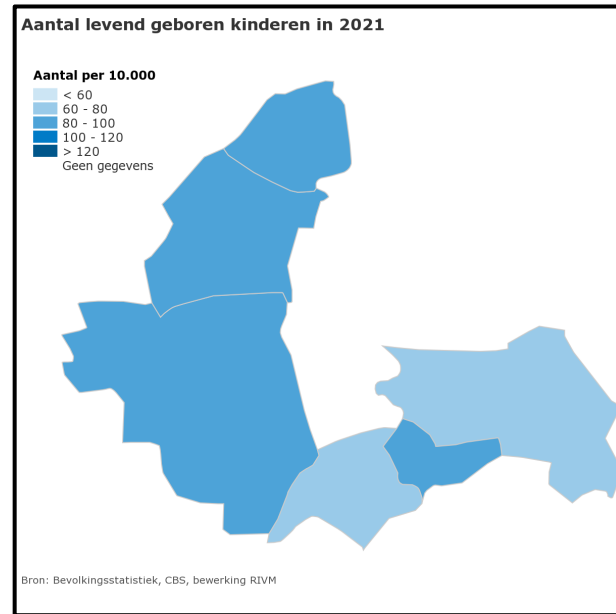 Aantal levend geboren kinderen in 2021
Aantal per 10.000
< 60
60 - 80
80 - 100
100 - 120
> 120
Geen gegevens
Bron: Bevolkingsstatistiek, CBS, bewerking RIVM